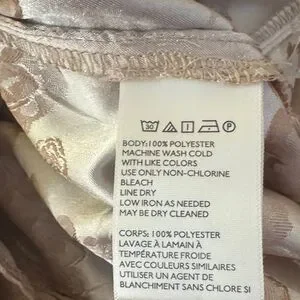 30 P
BODY:100% POLYESTER
MACHINE WASH COLD
WITH LIKE COLORS
USE ONLY NON-CHLORINE
BLEACH
LINE DRY
LOW IRON AS NEEDED
MAY BE DRY CLEANED
CORPS: 100% POLYESTER
LAVAGE À LAMAIN À
TEMPÉRATURE FROIDE
AVEC COULEURS SIMILAIRES
UTILISER UN AGENT DE
BLANCHIMENT SANS CHLORE SI